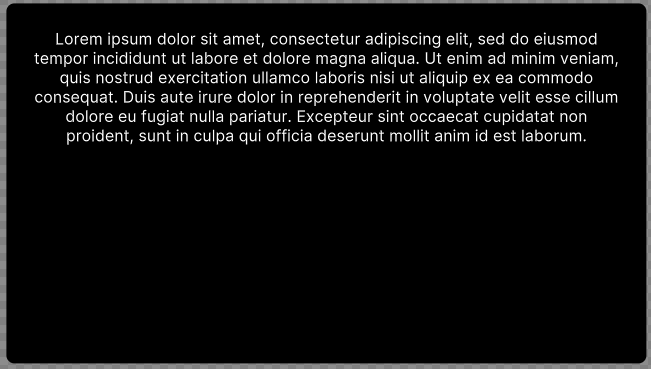 Lorem ipsum dolor sit amet, consectetur adipiscing elit, sed do eiusmod
tempor incididunt ut labore et dolore magna aliqua. Ut enim ad minim veniam,
quis nostrud exercitation ullamco laboris nisi ut aliquip ex ea commodo
consequat. Duis aute irure dolor in reprehenderit in voluptate velit esse cillum
dolore eu fugiat nulla pariatur. Excepteur sint occaecat cupidatat non
proident, sunt in culpa qui officia deserunt mollit anim id est laborum.